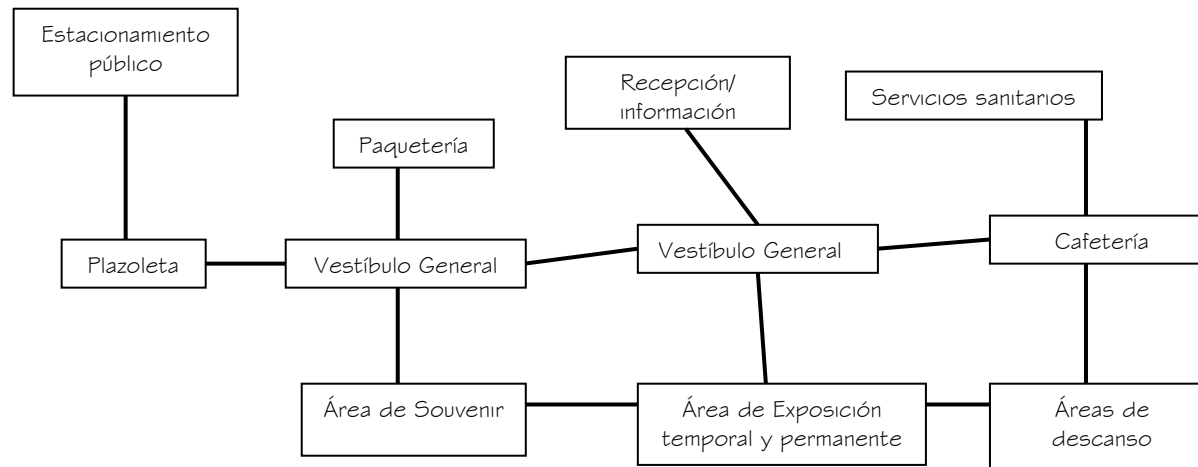 Estacionamiento
público
Recepción/
información
Servicios sanitarios
Paquetería
Plazoleta
Vestíbulo General
Vestíbulo General
Cafetería
Área de Souvenir
Área de Exposición
temporal y permanente
Áreas de
descanso